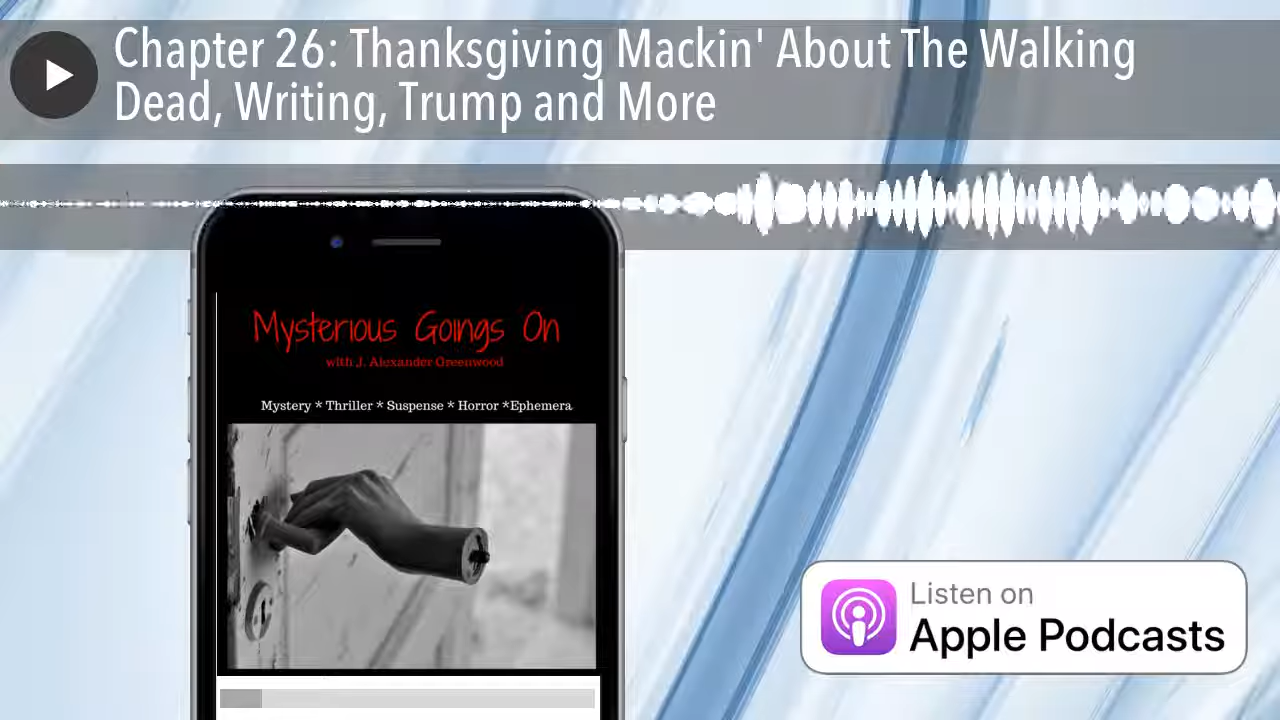 Chapter 26: Thanksgiving Mackin' About The Walking
Dead, Writing, Trump and More
Mysterious Goings On
with J. Alexander Greenwood
Mystery * Thriller * Suspense * Horror *Ephemera
Listen on
Apple Podcasts